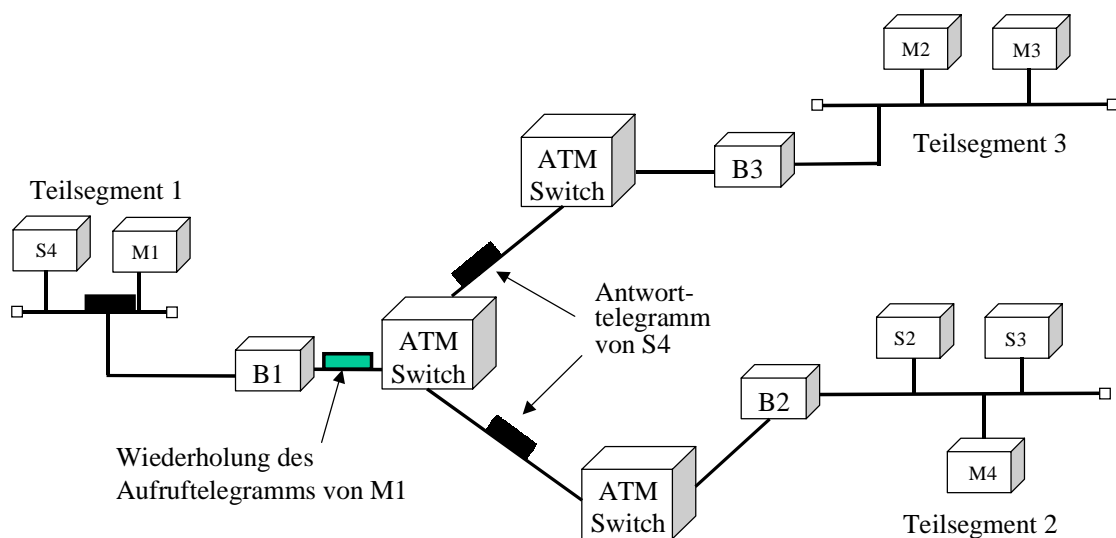 M2
M3
Teilsegment 3
ATM
Switch
B3
Teilsegment 1
S4
M1
Antwort-
telegramm
von S4
ATM
Switch
B1
S2
S3
B2
Wiederholung des
Aufruftelegramms von M1
M4
ATM
Switch
Teilsegment 2